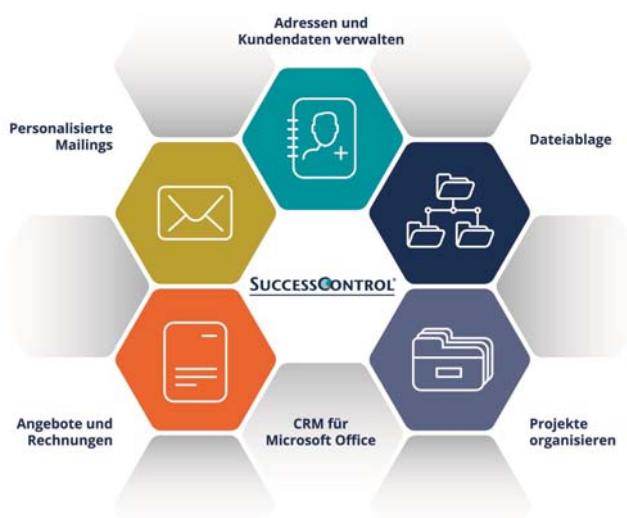 Adressen und
Kundendaten verwalten
Personalisierte
Mailings
Dateiablage
SUCCESSCONTROL®
Angebote und
Rechnungen
CRM für
Microsoft Office
Projekte
organisieren